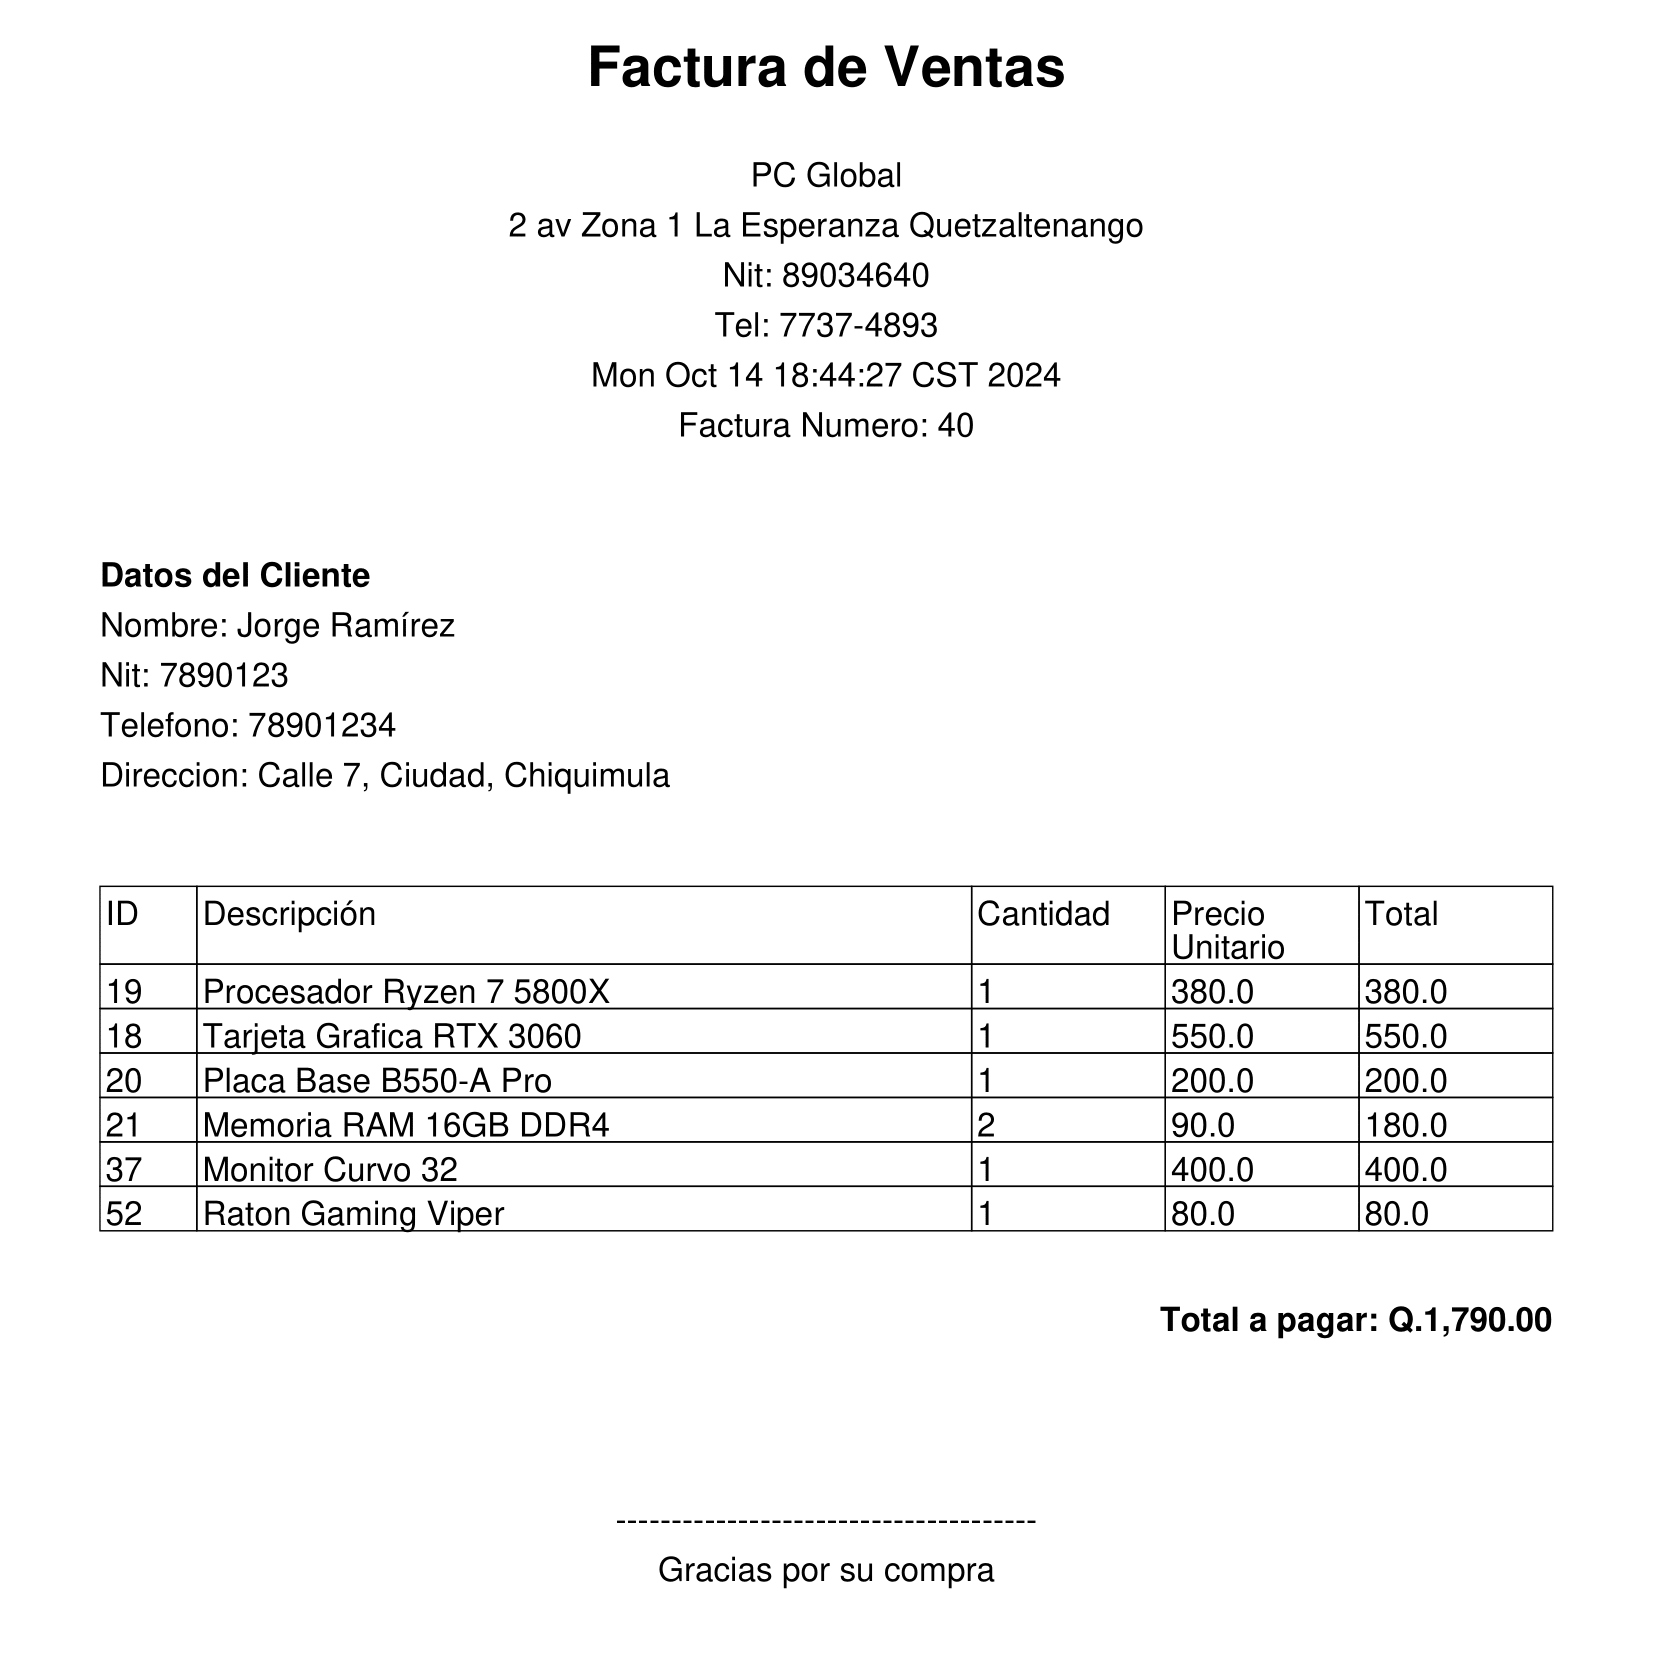 Factura de Ventas
PC Global
2 av Zona 1 La Esperanza Quetzaltenango
Nit: 89034640
Tel: 7737-4893
Mon Oct 14 18:44:27 CST 2024
Factura Numero: 40
Datos del Cliente
Nombre: Jorge Ramírez
Nit: 7890123
Telefono: 78901234
Direccion: Calle 7, Ciudad, Chiquimula
ID Descripción Cantidad Precio Unitario Total
19 Procesador Ryzen 7 5800X 1 380.0 380.0
18 Tarjeta Grafica RTX 3060 1 550.0 550.0
20 Placa Base B550-A Pro 1 200.0 200.0
21 Memoria RAM 16GB DDR4 2 90.0 180.0
37 Monitor Curvo 32 1 400.0 400.0
52 Raton Gaming Viper 1 80.0 80.0
Total a pagar: Q.1,790.00
--------------------------------------
Gracias por su compra